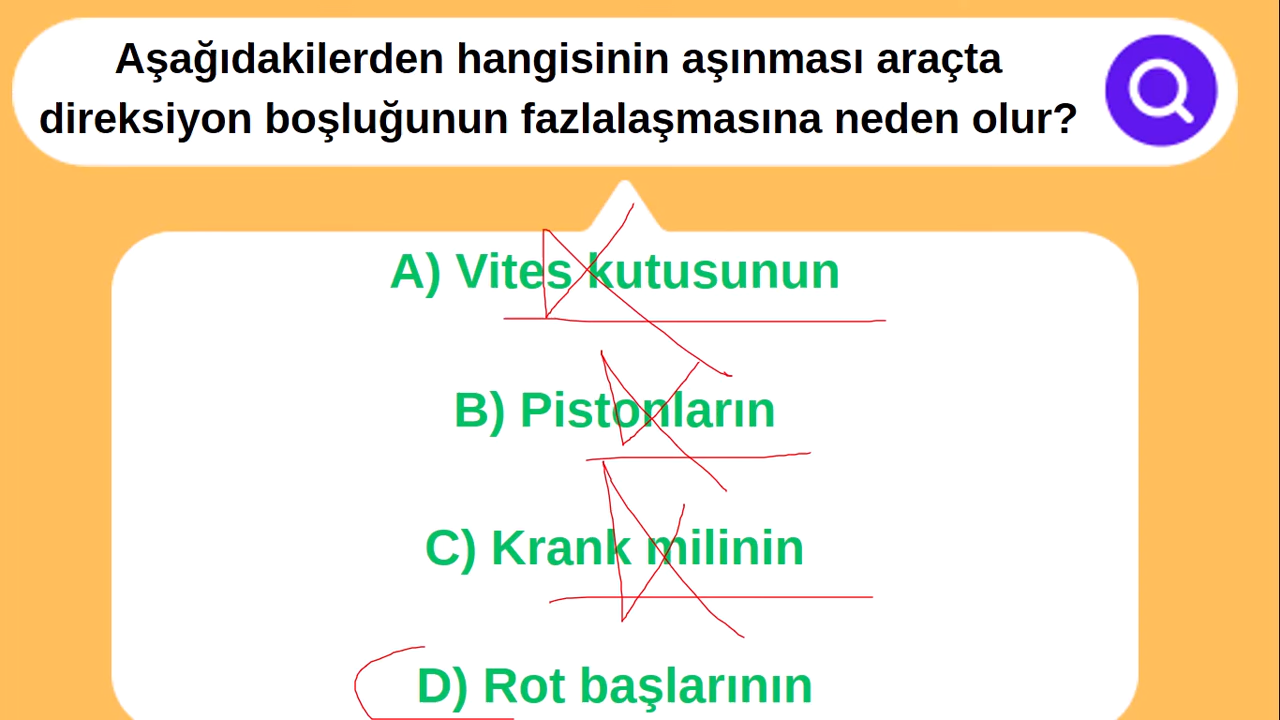 Aşağıdakilerden hangisinin aşınması araçta
direksiyon boşluğunun fazlalaşmasına neden olur?
A) Vites kutusunun
B) Pistonların
C) Krank milinin
D) Rot başlarının